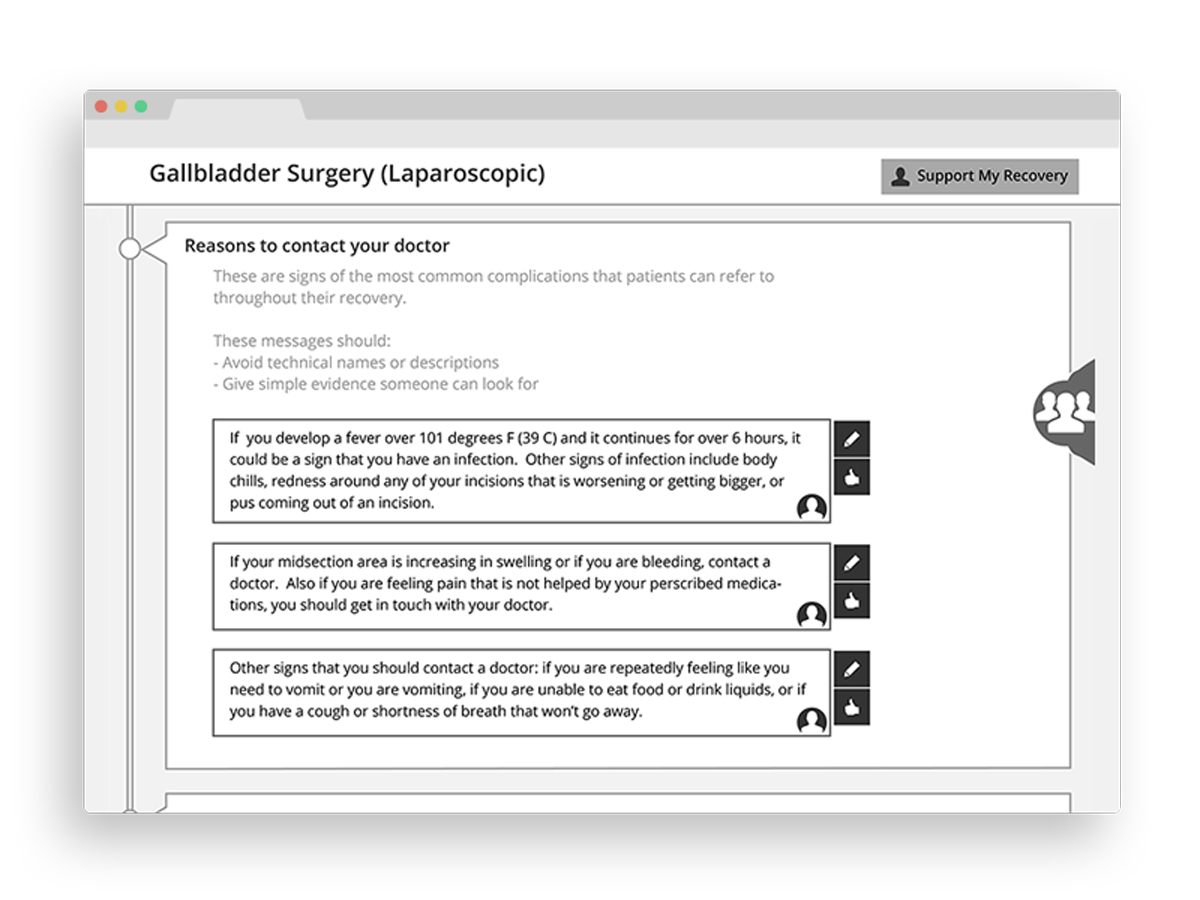 Gallbladder Surgery (Laparoscopic)
Support My Recovery
Reasons to contact your doctor
These are signs of the most common complications that patients can refer to
throughout their recovery.
These messages should:
- Avoid technical names or descriptions
- Give simple evidence someone can look for
If  you develop a fever over 101 degrees F (39 C) and it continues for over 6 hours, it
could be a sign that you have an infection.  Other signs of infection include body
chills, redness around any of your incisions that is worsening or getting bigger, or
pus coming out of an incision.
If your midsection area is increasing in swelling or if you are bleeding, contact a
doctor.  Also if you are feeling pain that is not helped by your perscribed medica-
tions, you should get in touch with your doctor.
Other signs that you should contact a doctor: if you are repeatedly feeling like you
need to vomit or you are vomiting, if you are unable to eat food or drink liquids, or if
you have a cough or shortness of breath that won’t go away.